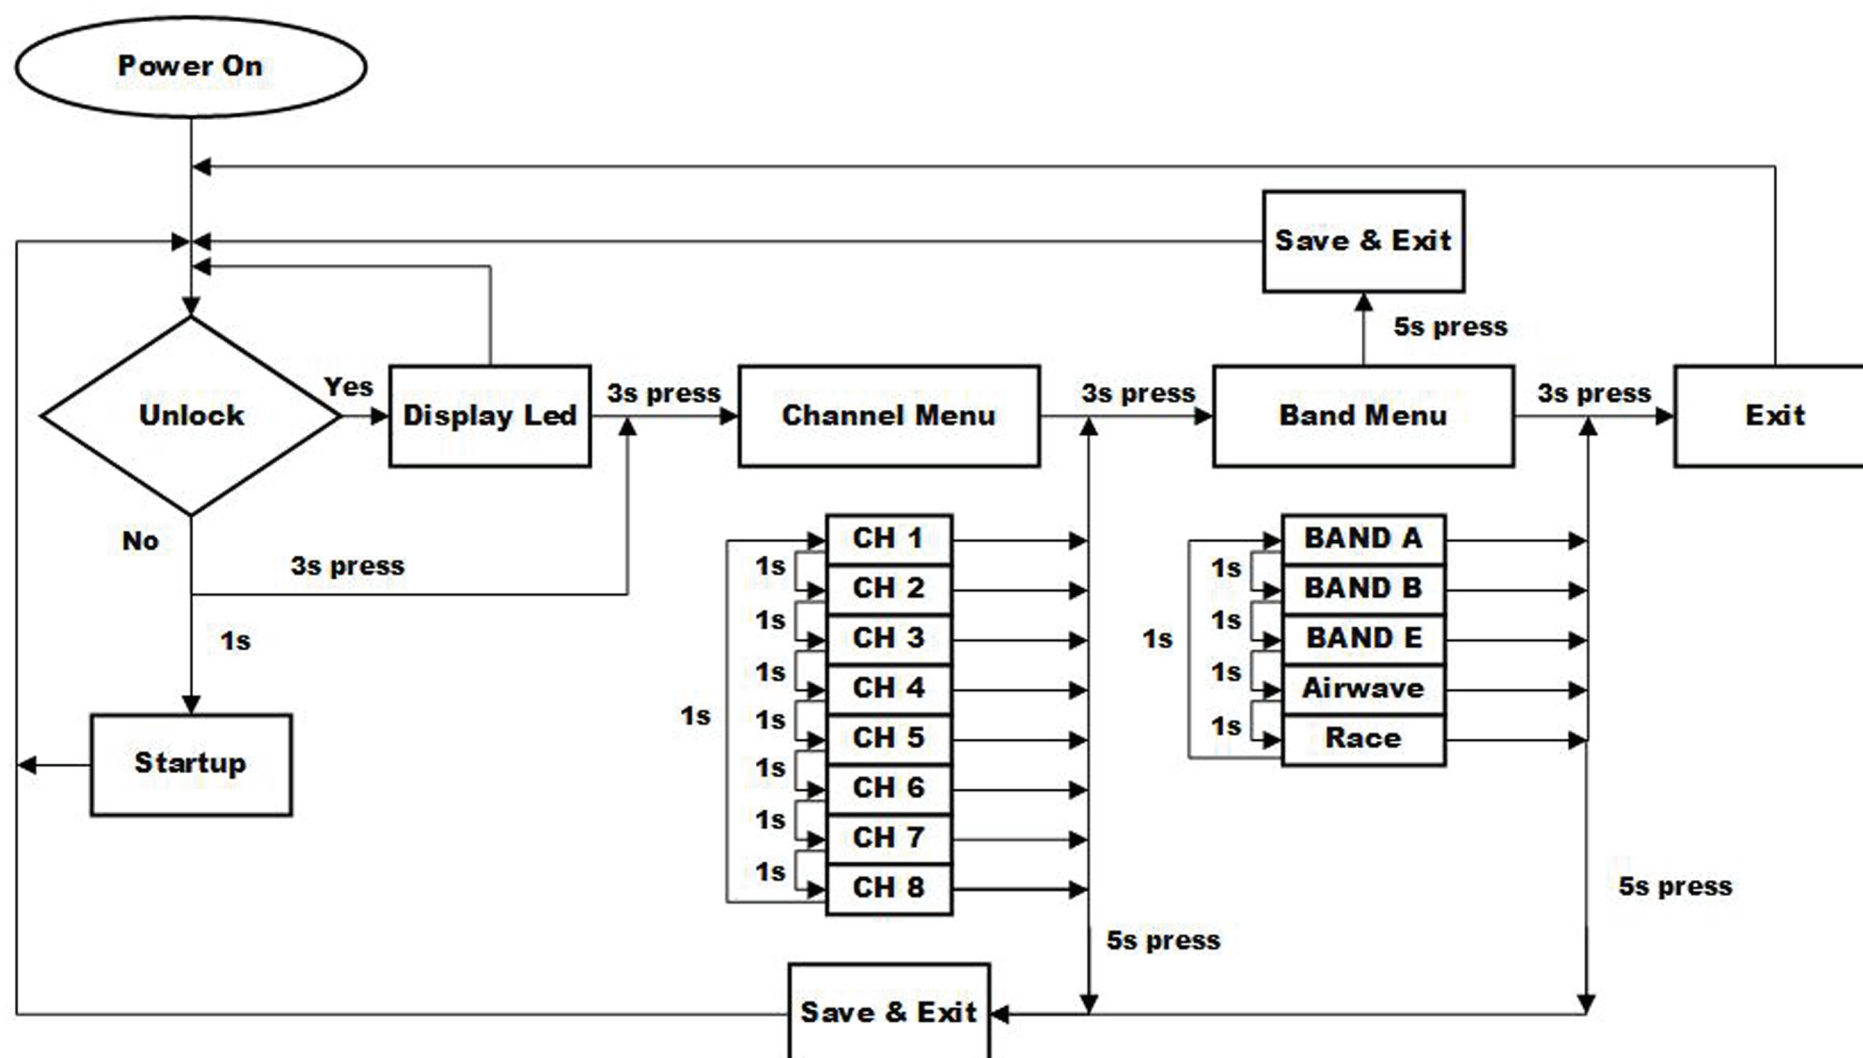 Power On
Save & Exit
5s press
Yes
3s press
3s press
3s press
Unlock
Display Led
Channel Menu
Band Menu
Exit
No
3s press
1s
Startup
CH 1
CH 2
CH 3
CH 4
CH 5
CH 6
CH 7
CH 8
1s
1s
1s
1s
1s
1s
1s
1s
BAND A
BAND B
BAND E
Airwave
Race
1s
1s
1s
1s
1s
5s press
5s press
Save & Exit